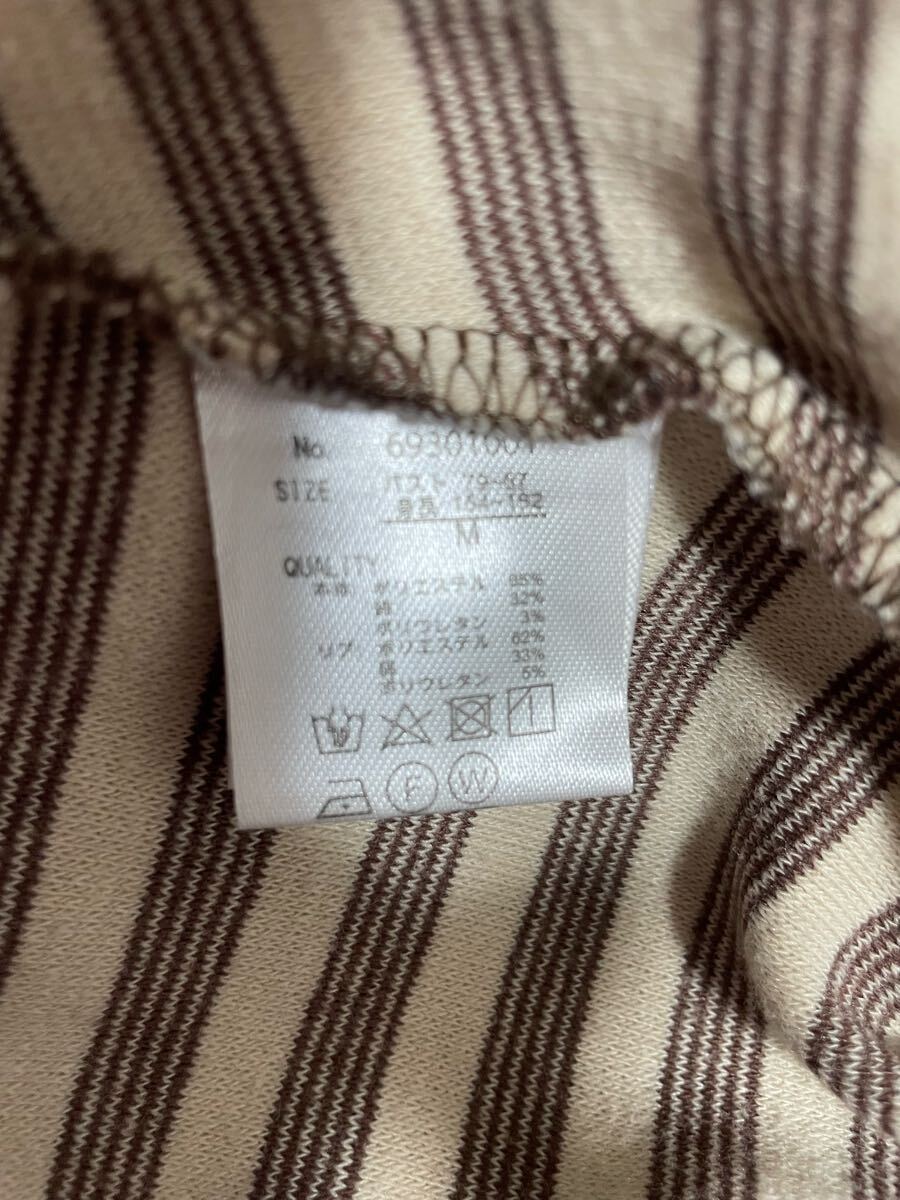 No. 69301001
SIZE バスト 79-87
身長 154-162
M
QUALITY
本体 ポリエステル 85%
綿 12%
ポリウレタン 3%
リブ ポリエステル 62%
綿 33%
ポリウレタン 5%
F W